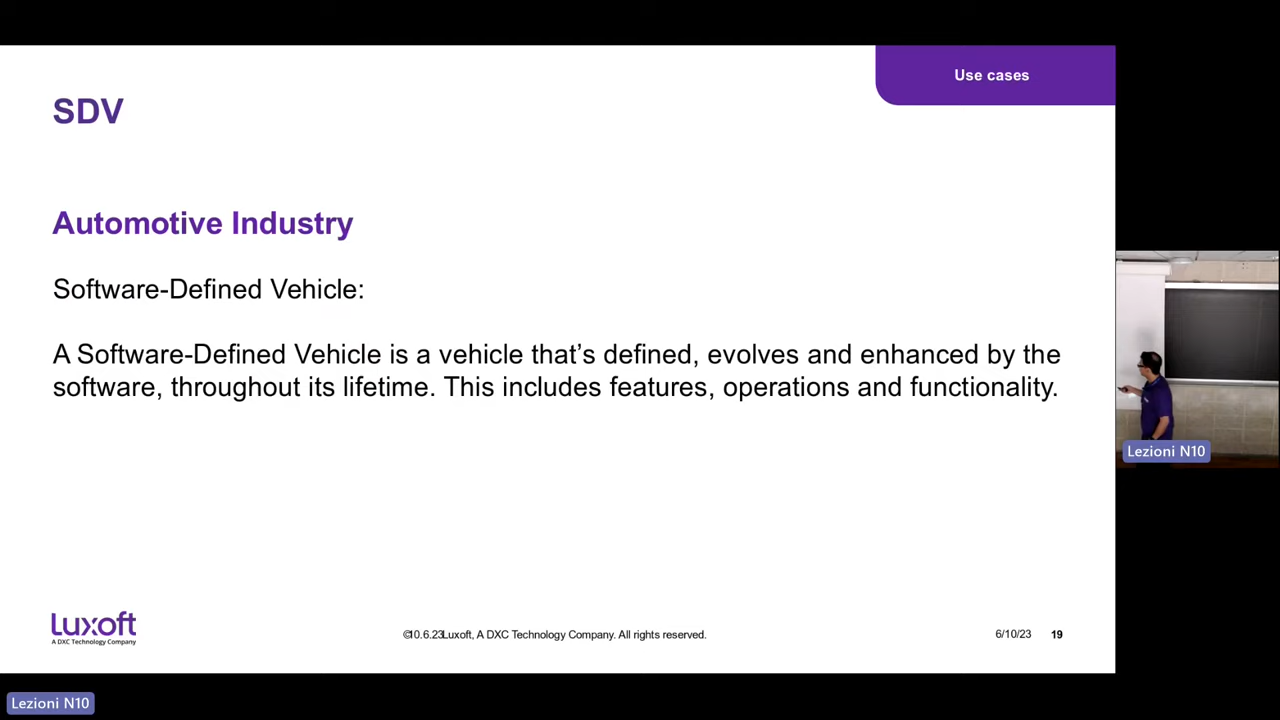 Use cases
SDV
Automotive Industry
Software-Defined Vehicle:
A Software-Defined Vehicle is a vehicle that’s defined, evolves and enhanced by the
software, throughout its lifetime. This includes features, operations and functionality.
Lezioni N10
Luxoft
A DXC Technology Company
©10.6.23Luxoft, A DXC Technology Company. All rights reserved.
6/10/23 19
Lezioni N10